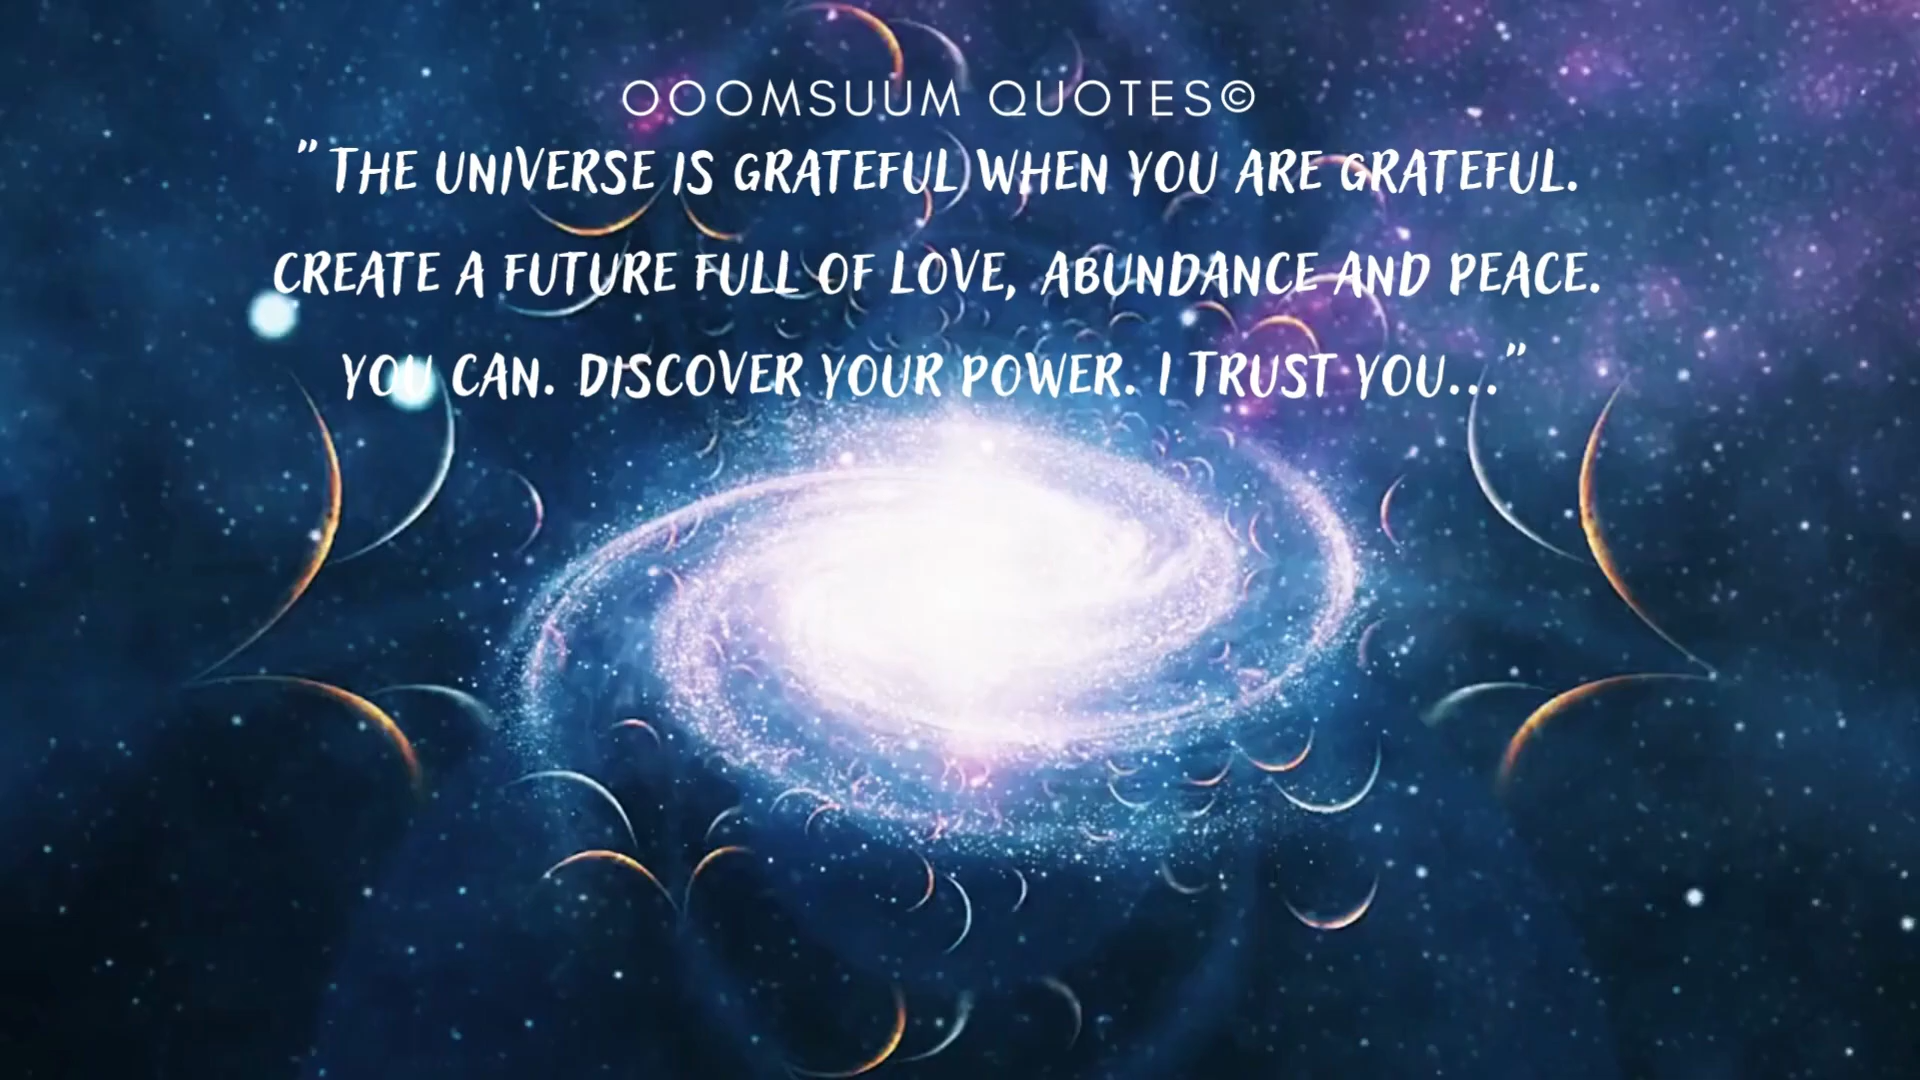 OOOMSUUM QUOTES©
" THE UNIVERSE IS GRATEFUL WHEN YOU ARE GRATEFUL.
CREATE A FUTURE FULL OF LOVE, ABUNDANCE AND PEACE.
YOU CAN. DISCOVER YOUR POWER. I TRUST YOU..."